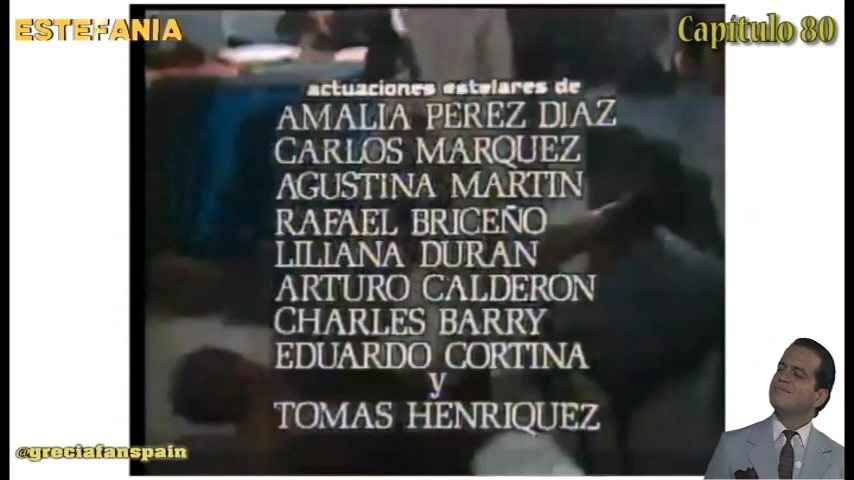 ESTEFANIA
Capítulo 80
actuaciones estelares de
AMALIA PEREZ DIAZ
CARLOS MARQUEZ
AGUSTINA MARTIN
RAFAEL BRICEÑO
LILIANA DURAN
ARTURO CALDERON
CHARLES BARRY
EDUARDO CORTINA
y
TOMAS HENRIQUEZ
@greciafanspain